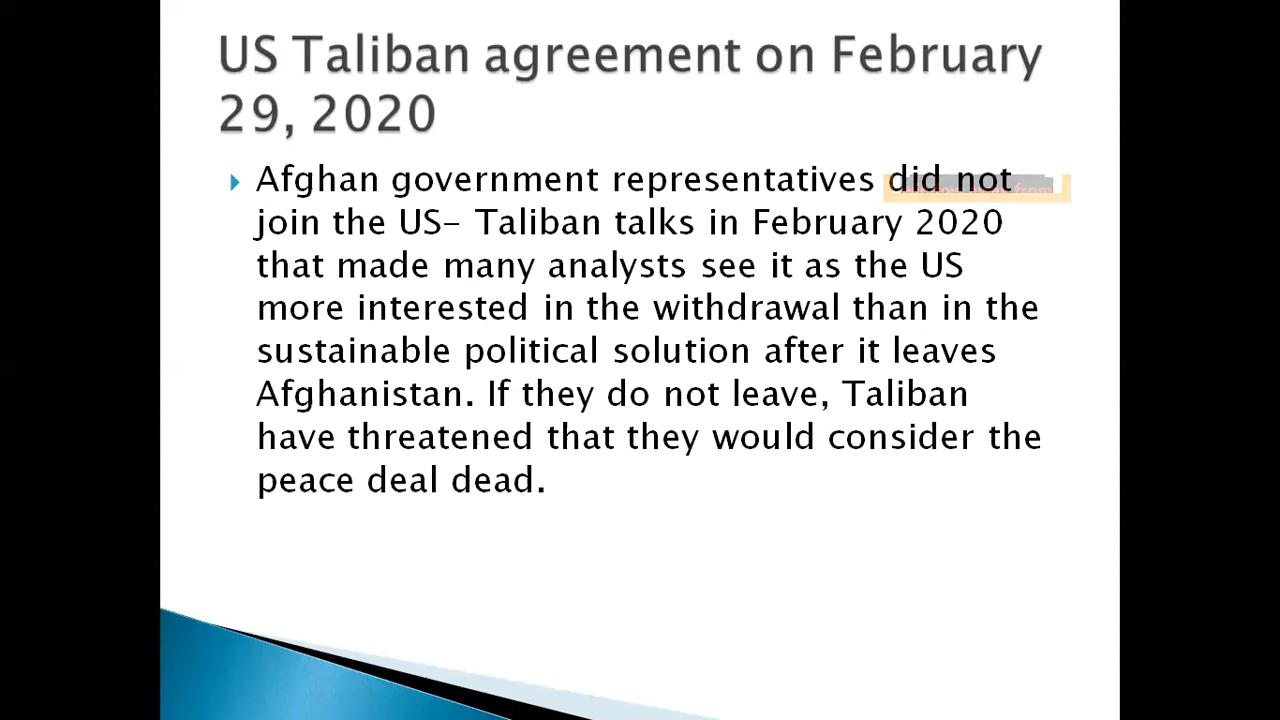 US Taliban agreement on February
29, 2020
Afghan government representatives did not
join the US- Taliban talks in February 2020
that made many analysts see it as the US
more interested in the withdrawal than in the
sustainable political solution after it leaves
Afghanistan. If they do not leave, Taliban
have threatened that they would consider the
peace deal dead.
from